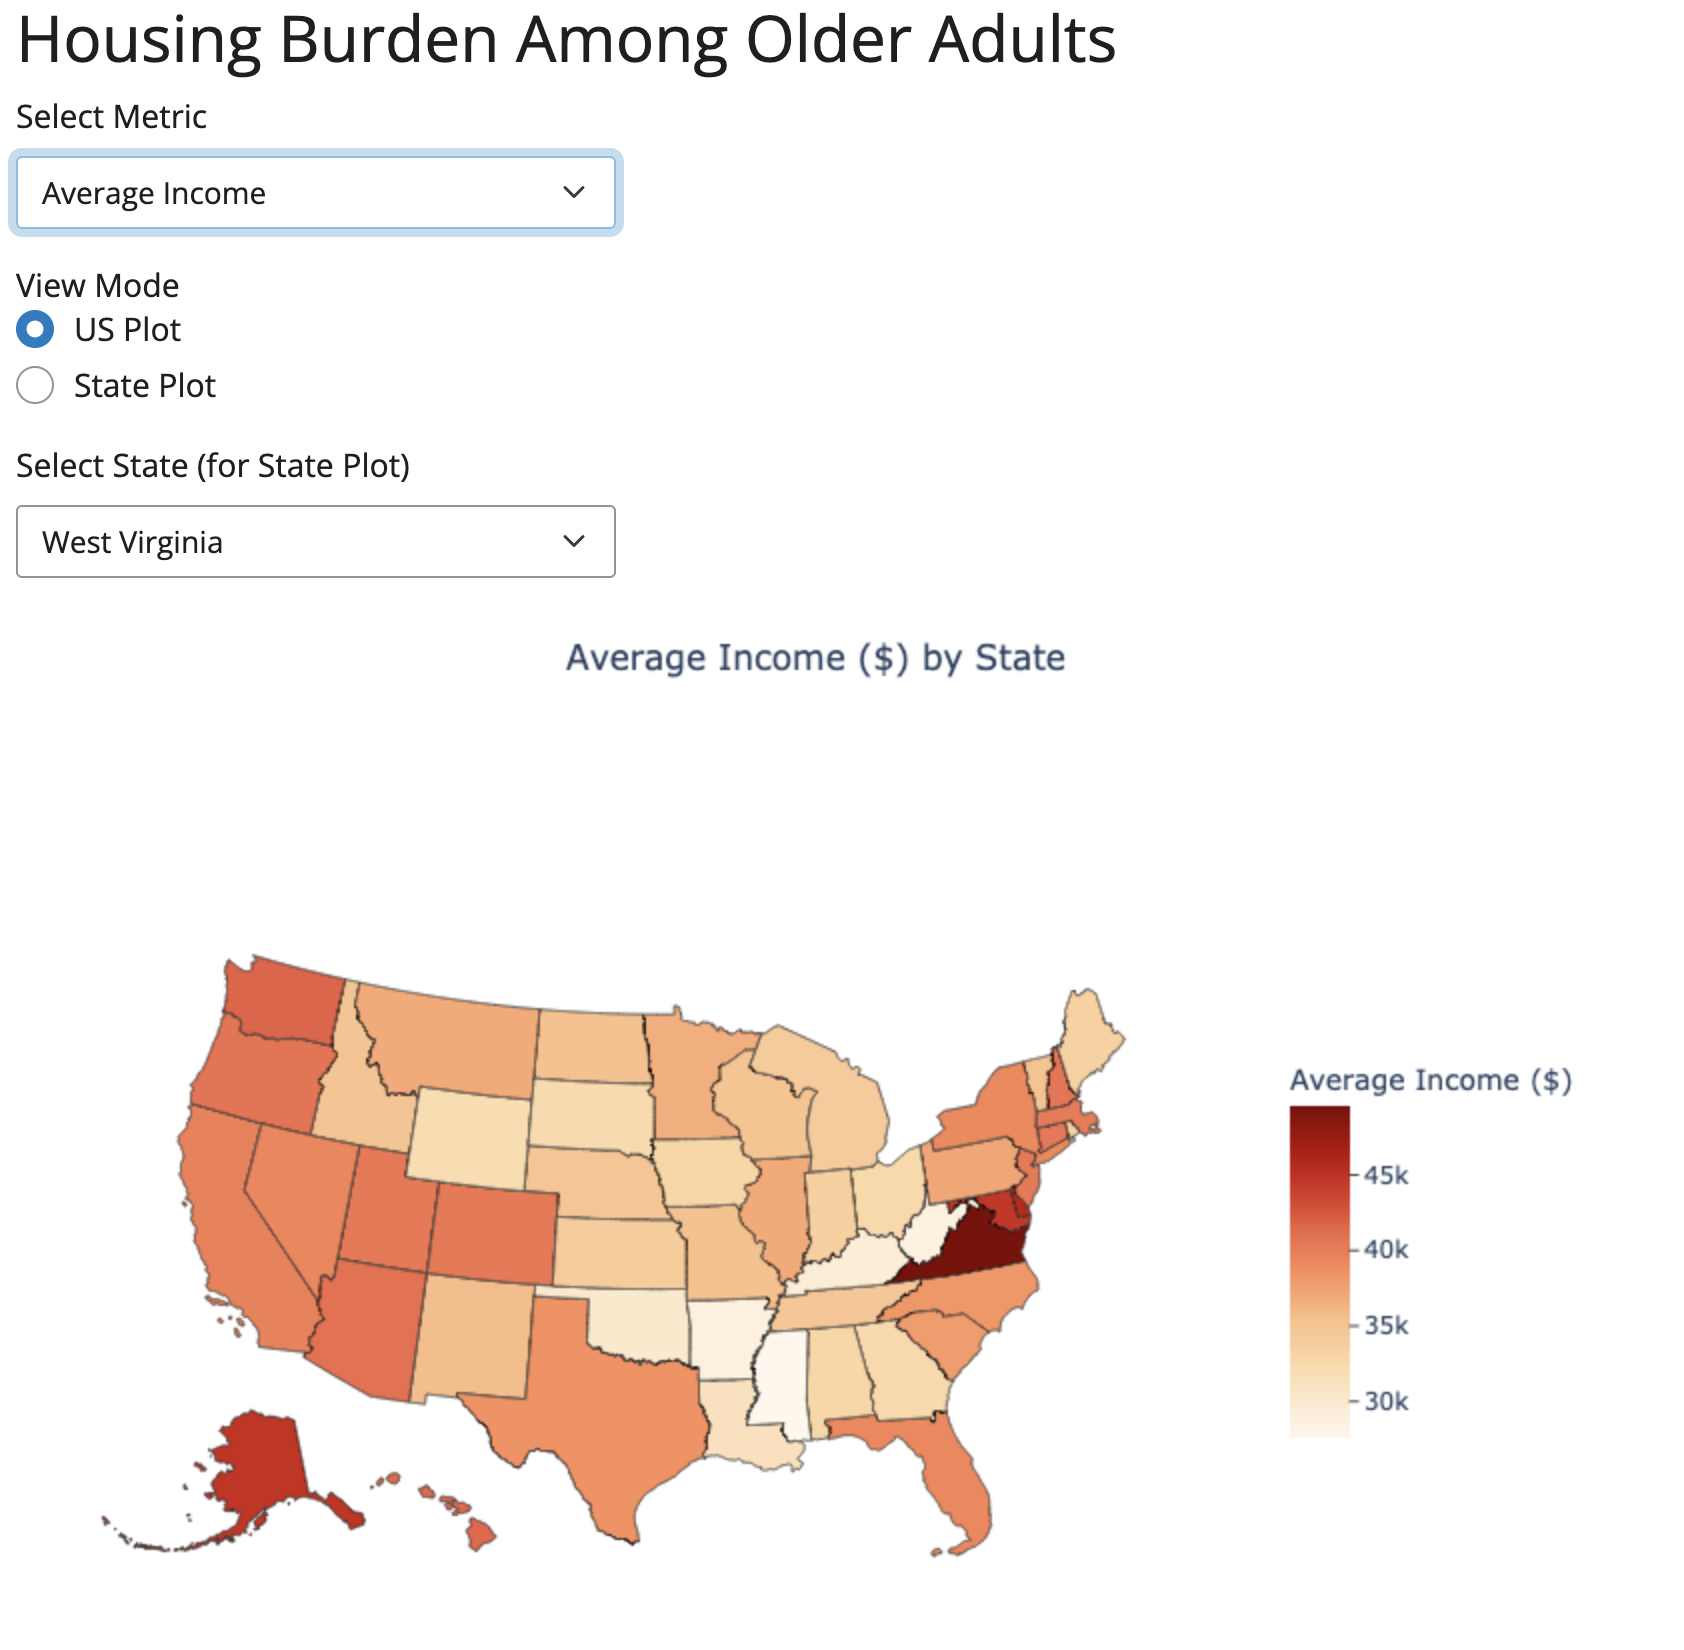 Housing Burden Among Older Adults
Select Metric
Average Income
View Mode
US Plot
State Plot
Select State (for State Plot)
West Virginia
Average Income ($) by State
Average Income ($)
45k
40k
35k
30k